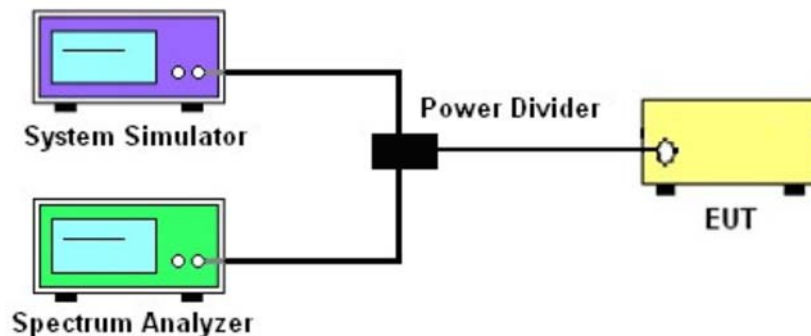 System Simulator
Power Divider
EUT
Spectrum Analyzer